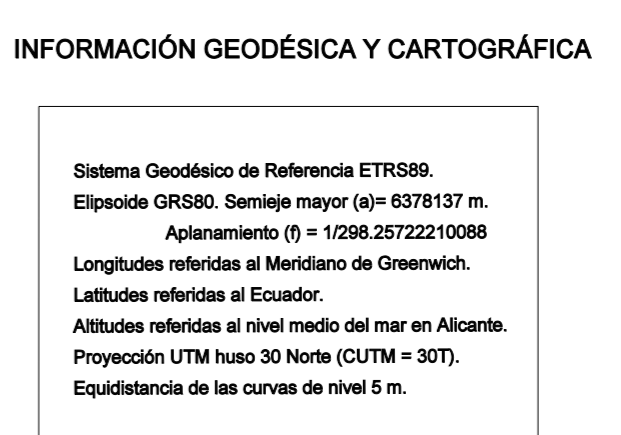 INFORMACIÓN GEODÉSICA Y CARTOGRÁFICA
Sistema Geodésico de Referencia ETRS89.
Elipsoide GRS80. Semieje mayor (a)= 6378137 m.
Aplanamiento (f) = 1/298.25722210088
Longitudes referidas al Meridiano de Greenwich.
Latitudes referidas al Ecuador.
Altitudes referidas al nivel medio del mar en Alicante.
Proyección UTM huso 30 Norte (CUTM = 30T).
Equidistancia de las curvas de nivel 5 m.